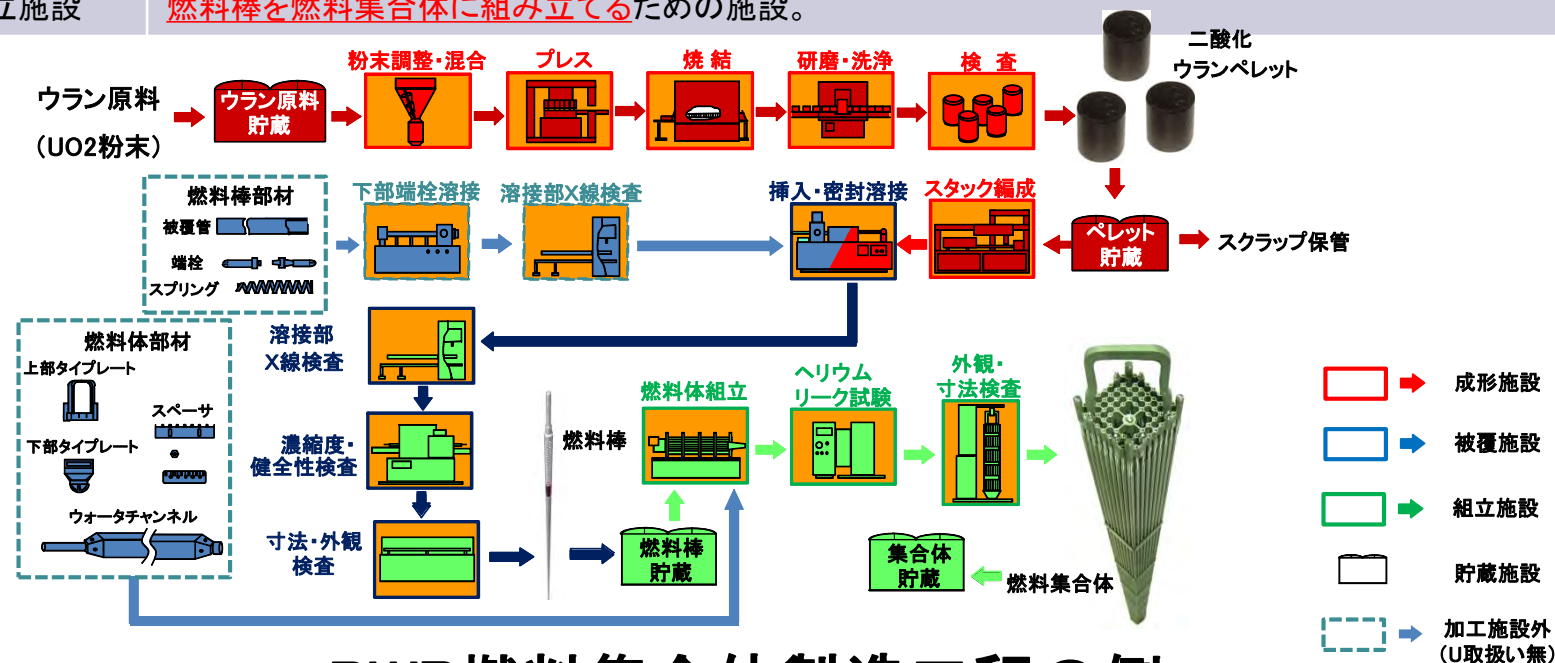 立施設
燃料棒を燃料集合体に組み立てるための施設。
粉末調整・混合
プレス
焼 結
研磨・洗浄
検 査
二酸化
ウランペレット
ウラン原料
(UO2粉末)
ウラン原料
貯蔵
燃料棒部材
被覆管
端栓
スプリング
下部端栓溶接
溶接部X線検査
挿入・密封溶接
スタック編成
ペレット
貯蔵
スクラップ保管
燃料体部材
上部タイプレート
スペーサ
下部タイプレート
ウォータチャンネル
溶接部
X線検査
濃縮度・
健全性検査
寸法・外観
検査
燃料棒
燃料棒
貯蔵
燃料体組立
ヘリウム
リーク試験
外観・
寸法検査
集合体
貯蔵
燃料集合体
成形施設
被覆施設
組立施設
貯蔵施設
加工施設外
(U取扱い無)